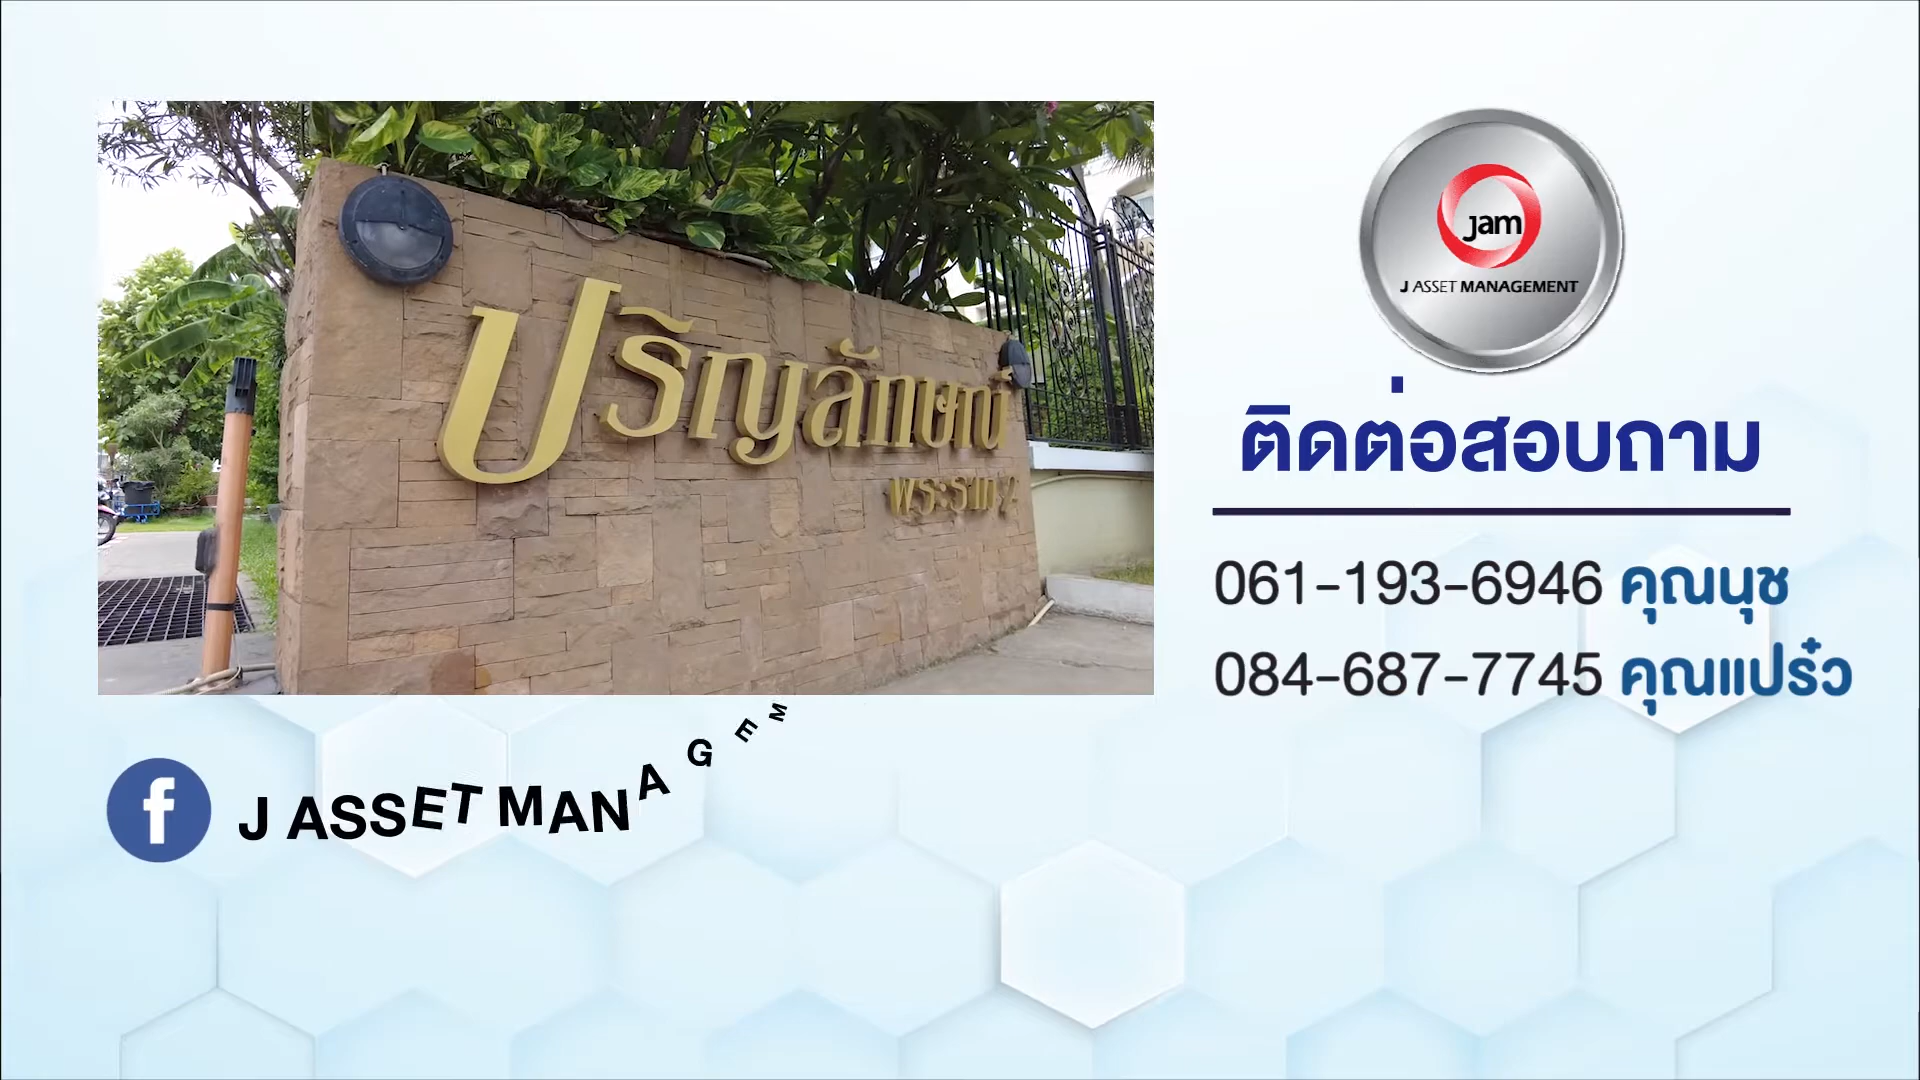 ปริญลักษณ์
พระราม 2
jam
J ASSET MANAGEMENT
ติดต่อสอบถาม
061-193-6946 คุณนุช
084-687-7745 คุณแปร๋ว
f J ASSET MANAGEM